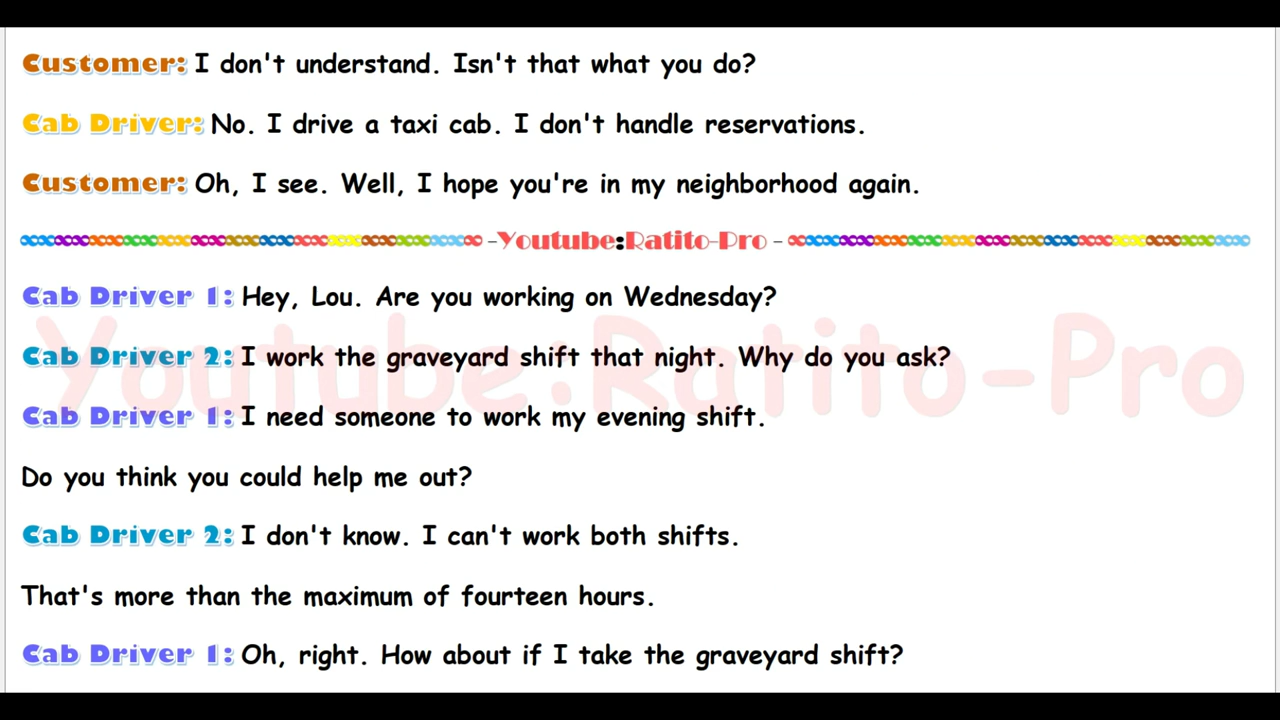 Customer: I don't understand. Isn't that what you do?
Cab Driver: No. I drive a taxi cab. I don't handle reservations.
Customer: Oh, I see. Well, I hope you're in my neighborhood again.
-Youtube:Ratito-Pro -
Cab Driver 1: Hey, Lou. Are you working on Wednesday?
Youtube:Ratito-Pro
Cab Driver 2: I work the graveyard shift that night. Why do you ask?
Cab Driver 1: I need someone to work my evening shift.
Do you think you could help me out?
Cab Driver 2: I don't know. I can't work both shifts.
That's more than the maximum of fourteen hours.
Cab Driver 1: Oh, right. How about if I take the graveyard shift?